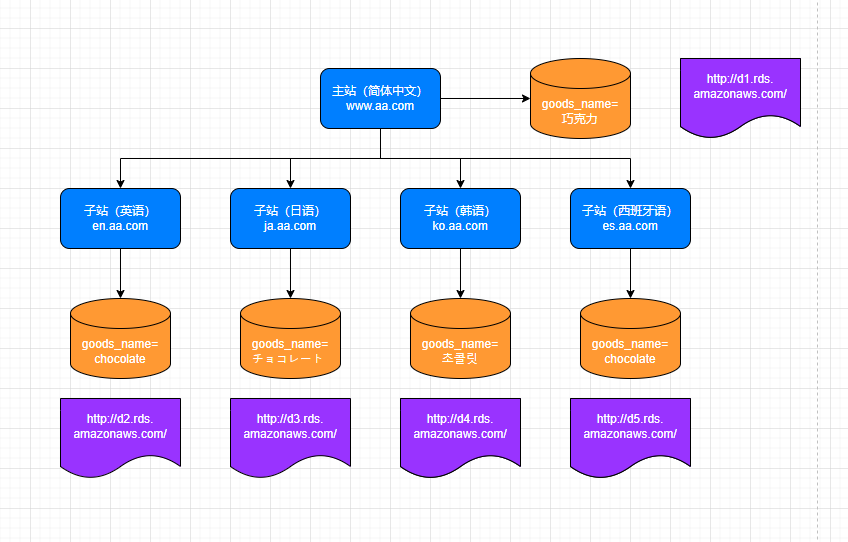 主站（简体中文）
www.aa.com
goods_name=
巧克力
http://d1.rds.
amazonaws.com/
子站（英语）
en.aa.com
子站（日语）
ja.aa.com
子站（韩语）
ko.aa.com
子站（西班牙语）
es.aa.com
goods_name=
chocolate
goods_name=
チョコレート
goods_name=
초콜릿
goods_name=
chocolate
http://d2.rds.
amazonaws.com/
http://d3.rds.
amazonaws.com/
http://d4.rds.
amazonaws.com/
http://d5.rds.
amazonaws.com/